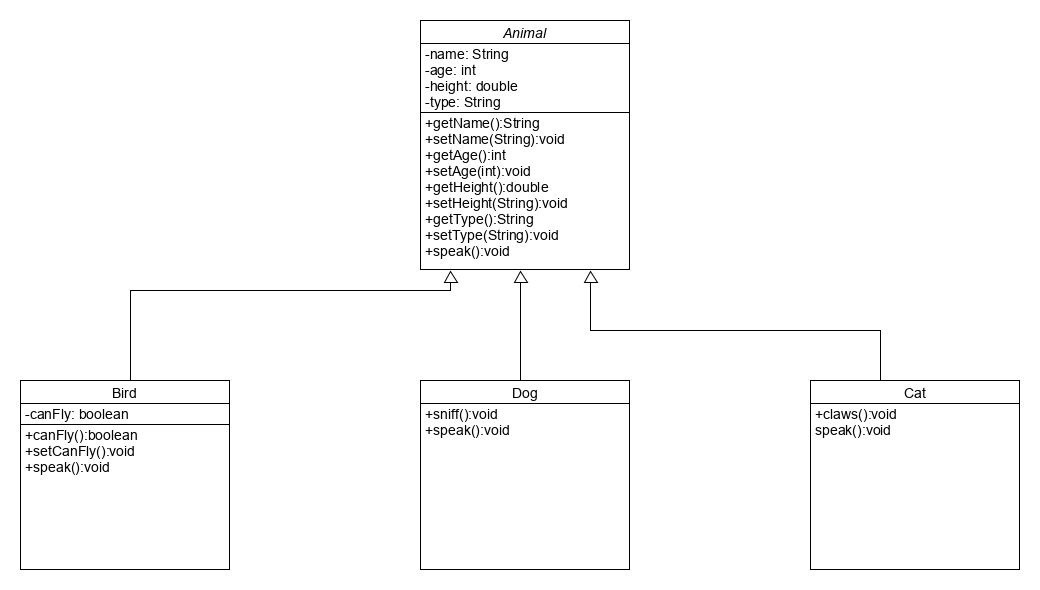 Animal
-name: String
-age: int
-height: double
-type: String
+getName():String
+setName(String):void
+getAge():int
+setAge(int):void
+getHeight():double
+setHeight(String):void
+getType():String
+setType(String):void
+speak():void
Bird
-canFly: boolean
+canFly():boolean
+setCanFly():void
+speak():void
Dog
+sniff():void
+speak():void
Cat
+claws():void
speak():void